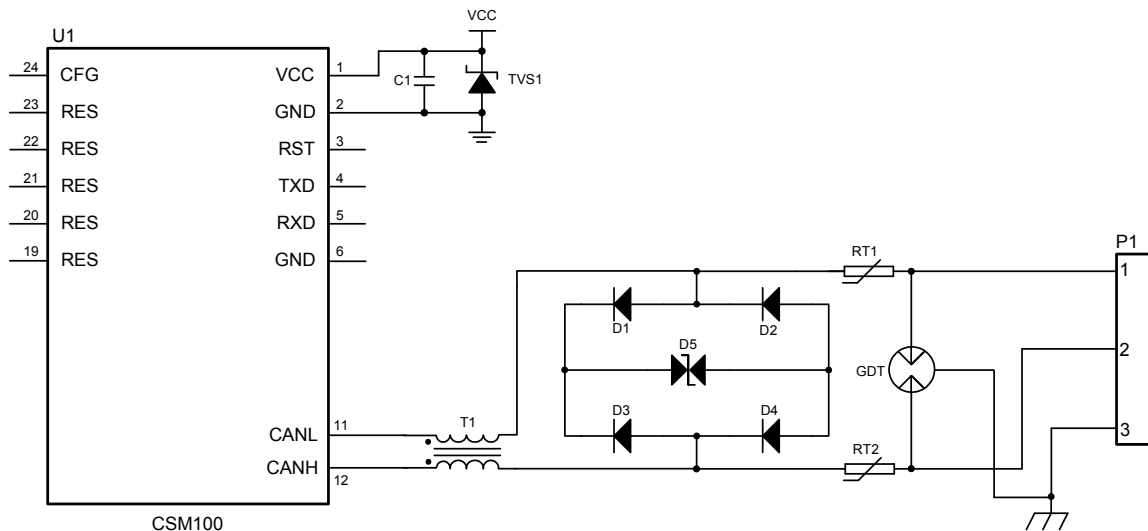 U1
VCC
24 CFG VCC 1
C1 TVS1
23 RES GND 2
22 RES RST 3
21 RES TXD 4
20 RES RXD 5
19 RES GND 6
RT1 P1
1
D1 D2
D5 2
GDT
T1 D3 D4
CANL 11 3
CANH 12 RT2
CSM100